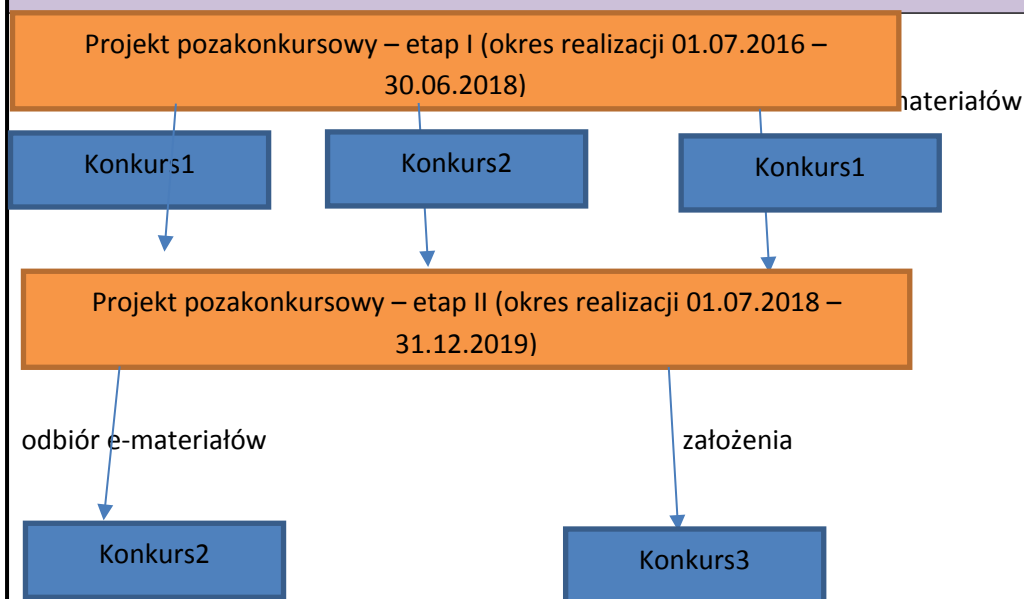 Projekt pozakonkursowy – etap I (okres realizacji 01.07.2016 –
30.06.2018)
Konkurs1
Konkurs2
Konkurs1
Projekt pozakonkursowy – etap II (okres realizacji 01.07.2018 –
31.12.2019)
odbiór e-materiałów
założenia
Konkurs2
Konkurs3